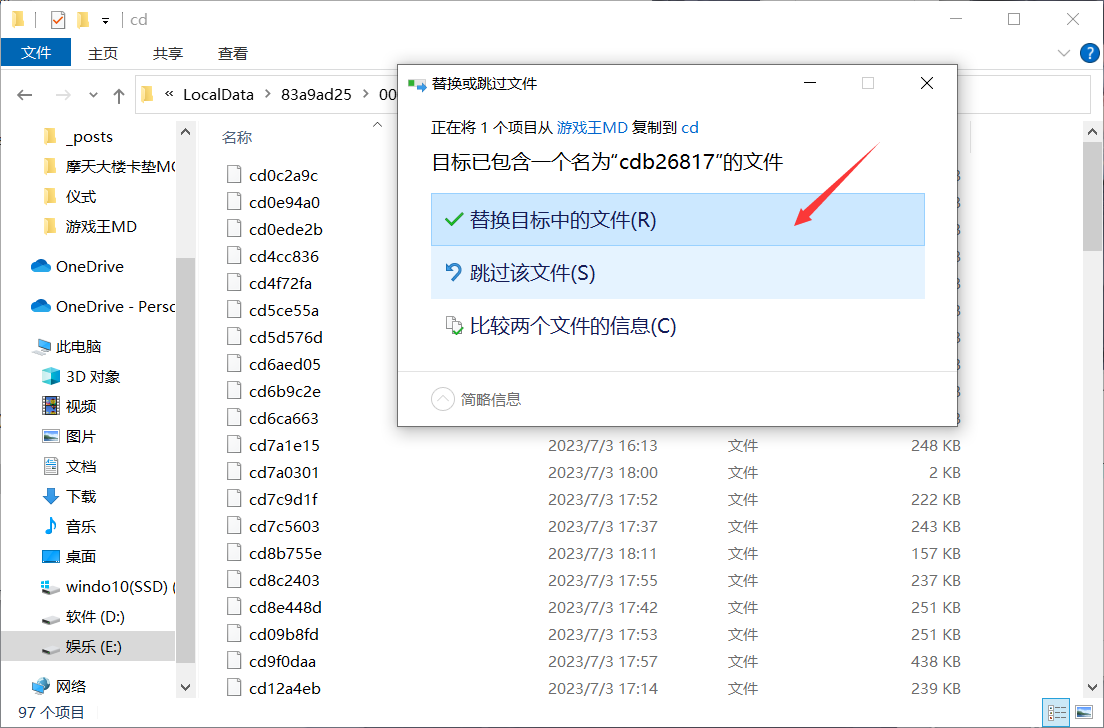 cd
文件 主页 共享 查看
« LocalData › 83a9ad25 › 00
替换或跳过文件
正在将 1 个项目从 游戏王MD 复制到 cd
目标已包含一个名为“cdb26817”的文件
替换目标中的文件(R)
跳过该文件(S)
比较两个文件的信息(C)
简略信息
_posts
摩天大楼卡垫MC
仪式
游戏王MD
OneDrive
OneDrive - Persc
此电脑
3D 对象
视频
图片
文档
下载
音乐
桌面
windo10(SSD) (
软件 (D:)
娱乐 (E:)
网络
名称
cd0c2a9c
cd0e94a0
cd0ede2b
cd4cc836
cd4f72fa
cd5ce55a
cd5d576d
cd6aed05
cd6b9c2e
cd6ca663
cd7a1e15 2023/7/3 16:13 文件 248 KB
cd7a0301 2023/7/3 18:00 文件 2 KB
cd7c9d1f 2023/7/3 17:52 文件 222 KB
cd7c5603 2023/7/3 17:37 文件 243 KB
cd8b755e 2023/7/3 18:11 文件 157 KB
cd8c2403 2023/7/3 17:55 文件 237 KB
cd8e448d 2023/7/3 17:42 文件 251 KB
cd09b8fd 2023/7/3 17:53 文件 251 KB
cd9f0daa 2023/7/3 17:57 文件 438 KB
cd12a4eb 2023/7/3 17:14 文件 239 KB
97 个项目